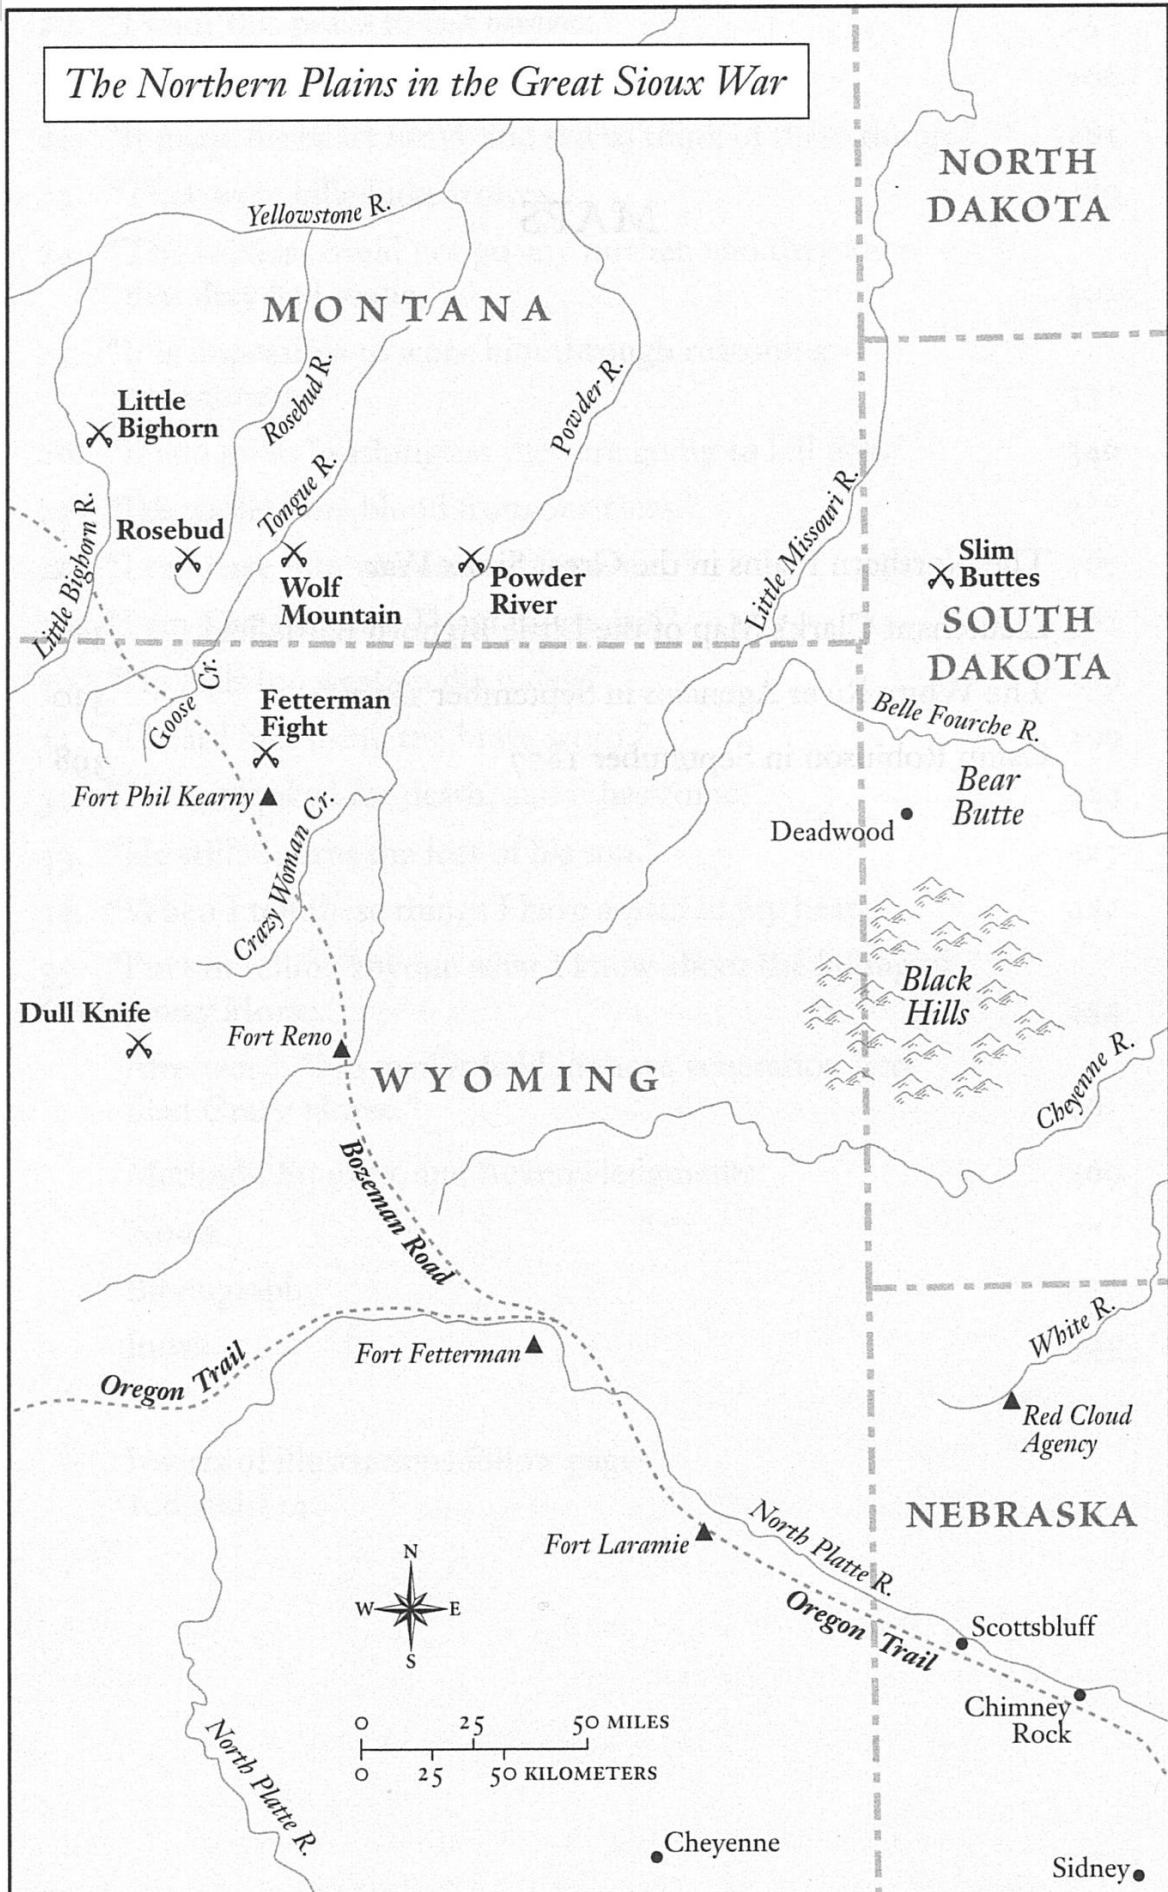 The Northern Plains in the Great Sioux War
NORTH
DAKOTA
Yellowstone R.
MONTANA
Little
Bighorn
Rosebud R.
Powder R.
Tongue R.
Little Bighorn R.
Rosebud
Wolf
Mountain
Powder
River
Little Missouri R.
Slim
Buttes
SOUTH
DAKOTA
Goose Cr.
Fetterman
Fight
Belle Fourche R.
Fort Phil Kearny
Bear
Butte
Deadwood
Crazy Woman Cr.
Black
Hills
Dull Knife
Fort Reno
WYOMING
Cheyenne R.
Bozeman Road
White R.
Fort Fetterman
Oregon Trail
Red Cloud
Agency
NEBRASKA
North Platte R.
Fort Laramie
N
W E
S
Oregon Trail
Scottsbluff
Chimney
Rock
0 25 50 MILES
0 25 50 KILOMETERS
North Platte R.
Cheyenne
Sidney